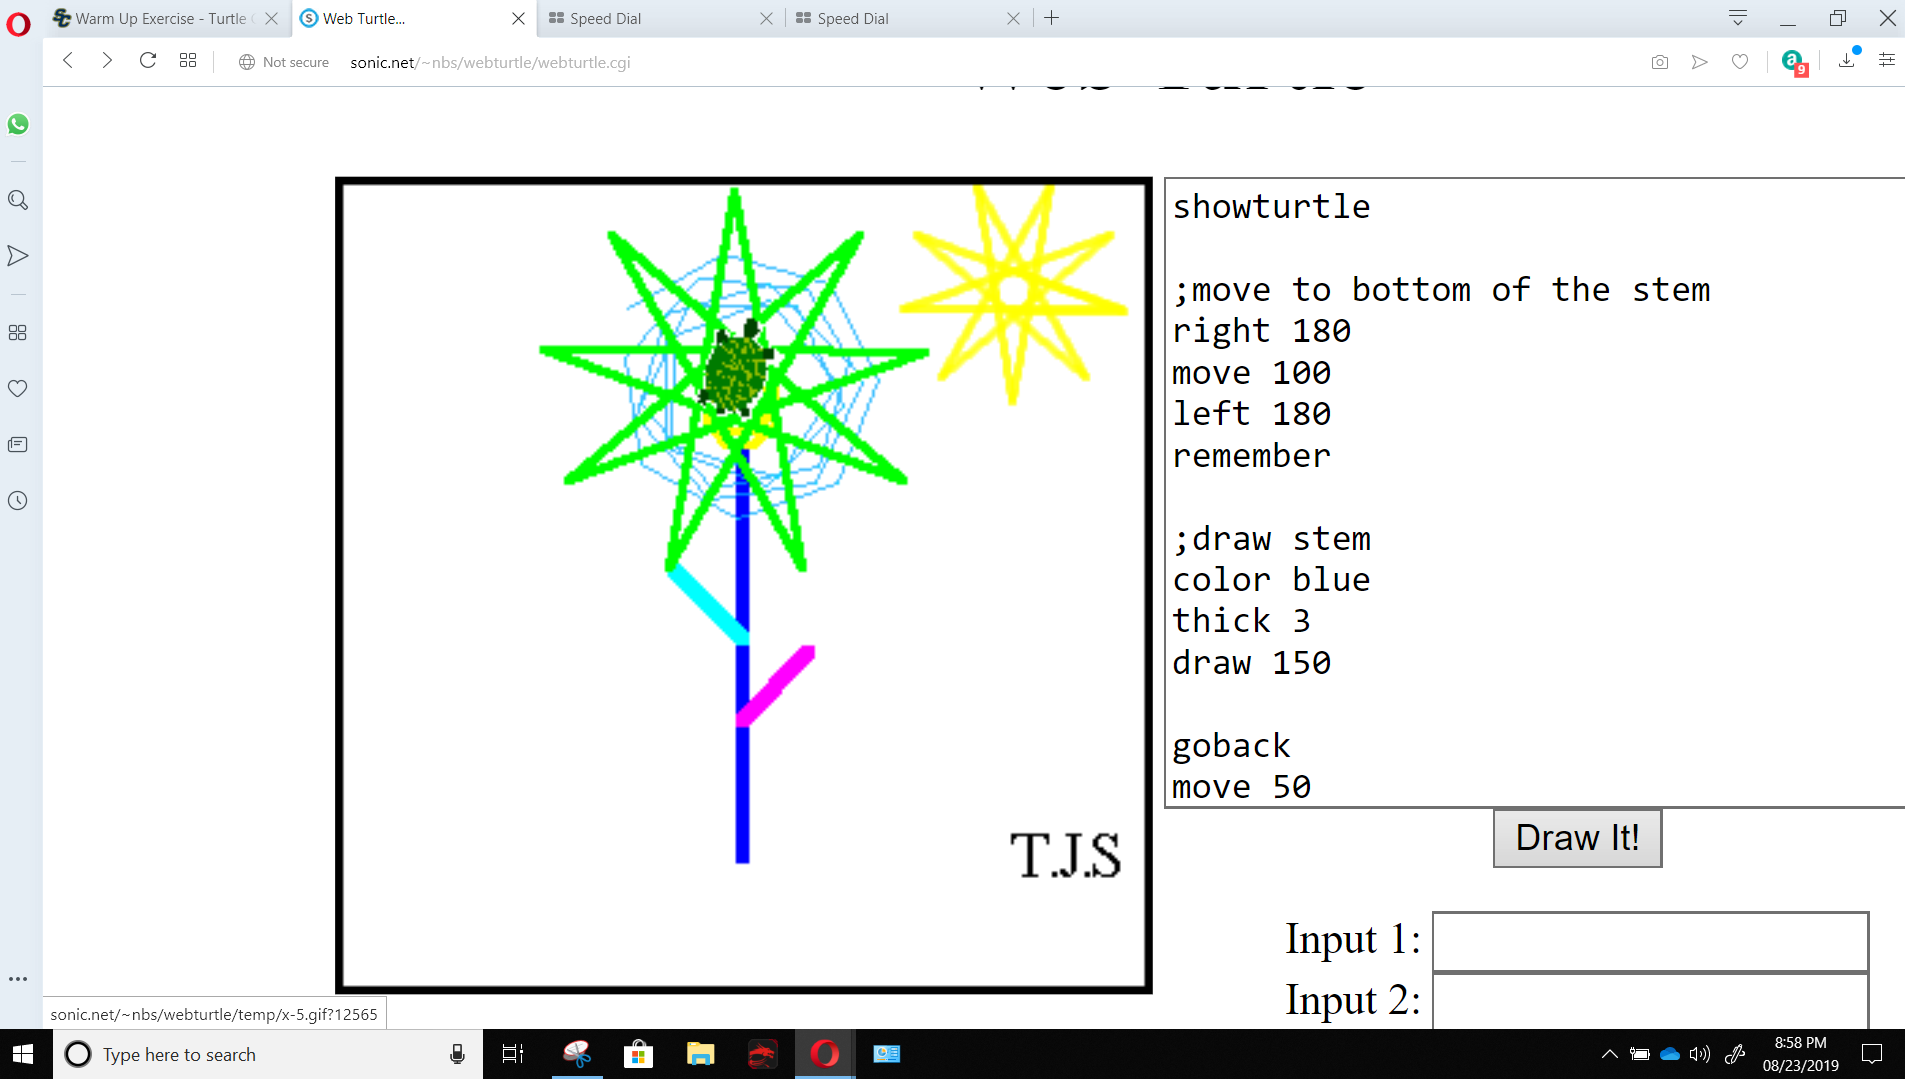 Warm Up Exercise - Turtle
Web Turtle...
Speed Dial
Speed Dial
Not secure
sonic.net/~nbs/webturtle/webturtle.cgi
a
9
showturtle
;move to bottom of the stem
right 180
move 100
left 180
remember
;draw stem
color blue
thick 3
draw 150
goback
move 50
T.J.S
Draw It!
Input 1:
Input 2:
sonic.net/~nbs/webturtle/temp/x-5.gif?12565
Type here to search
8:58 PM
08/23/2019